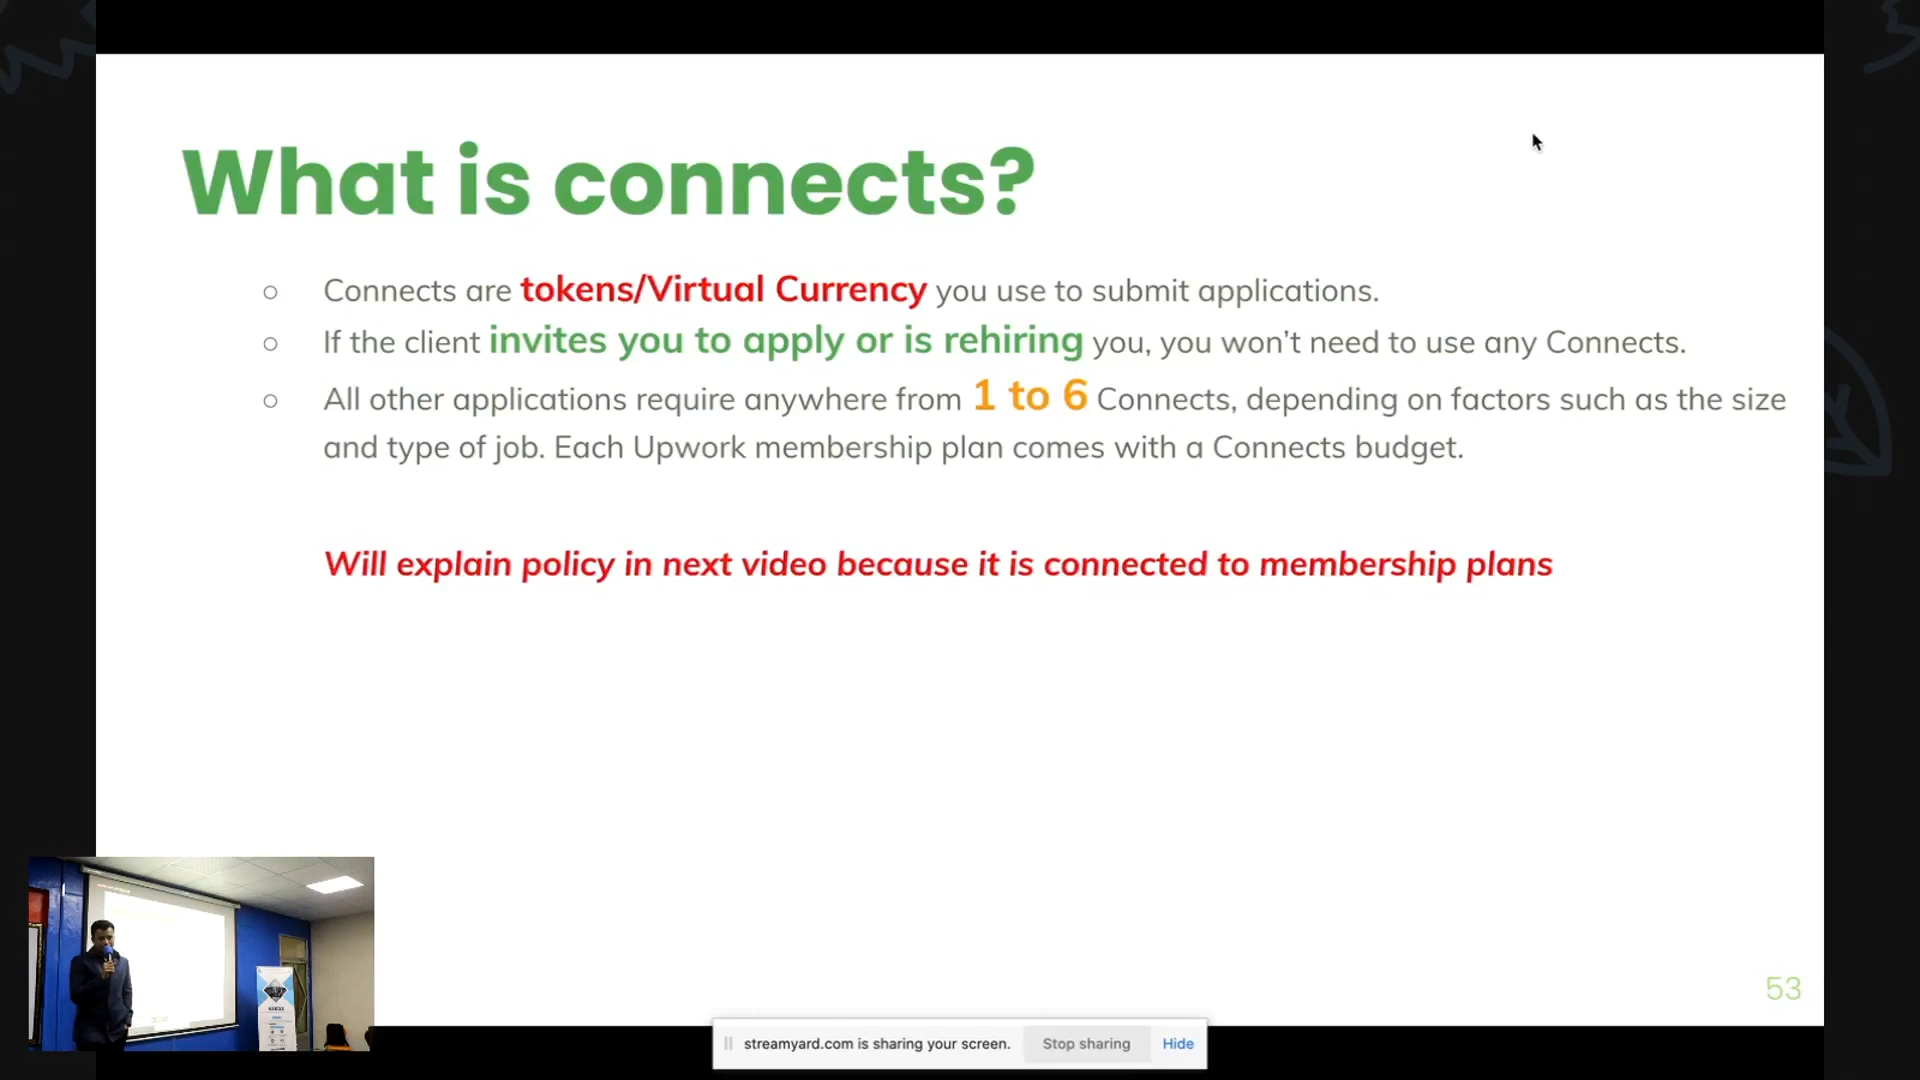 What is connects?
○ Connects are tokens/Virtual Currency you use to submit applications.
○ If the client invites you to apply or is rehiring you, you won't need to use any Connects.
○ All other applications require anywhere from 1 to 6 Connects, depending on factors such as the size
and type of job. Each Upwork membership plan comes with a Connects budget.
Will explain policy in next video because it is connected to membership plans
53
streamyard.com is sharing your screen. Stop sharing Hide